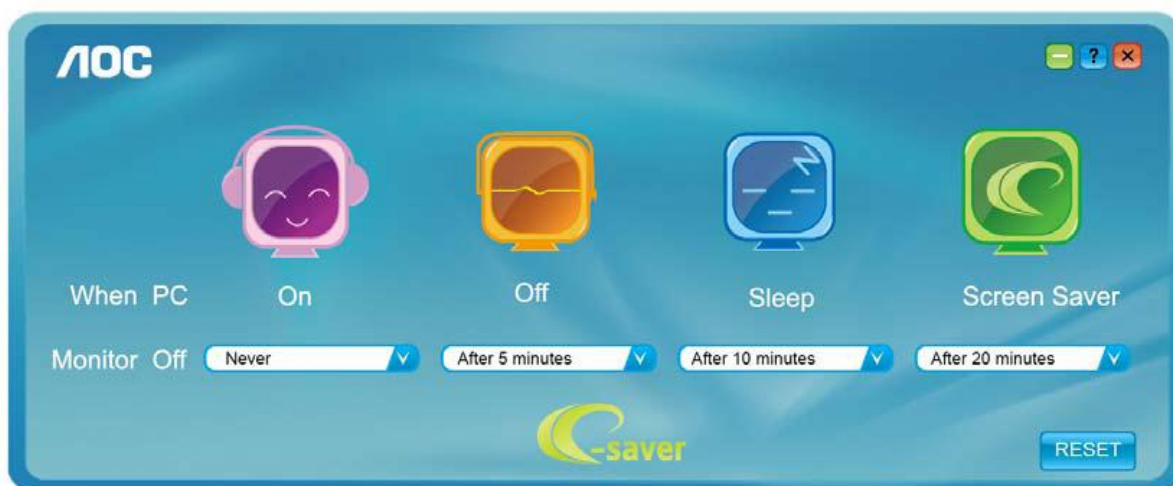 AOC
?
When PC On Off Sleep Screen Saver
Monitor Off Never After 5 minutes After 10 minutes After 20 minutes
e-saver
RESET